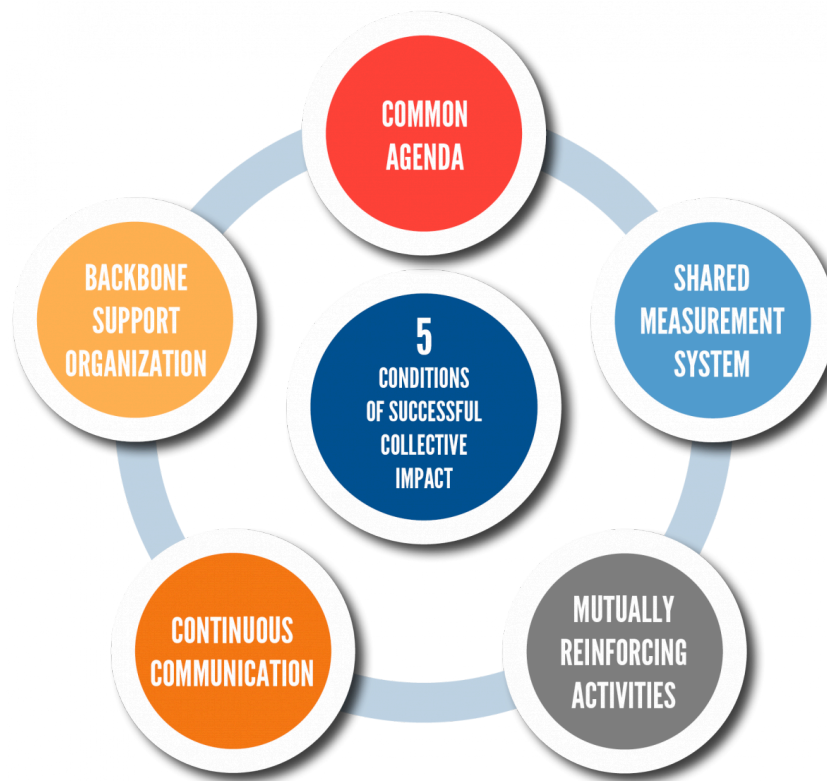 COMMON
AGENDA
BACKBONE
SUPPORT
ORGANIZATION
SHARED
MEASUREMENT
SYSTEM
5
CONDITIONS
OF SUCCESSFUL
COLLECTIVE
IMPACT
CONTINUOUS
COMMUNICATION
MUTUALLY
REINFORCING
ACTIVITIES